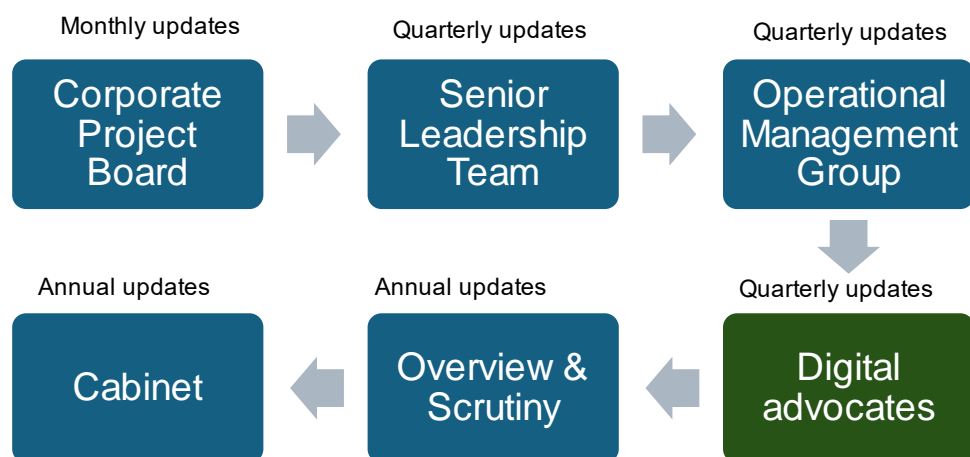 Monthly updates
Corporate
Project
Board
Quarterly updates
Senior
Leadership
Team
Quarterly updates
Operational
Management
Group
Quarterly updates
Digital
advocates
Annual updates
Overview &
Scrutiny
Annual updates
Cabinet